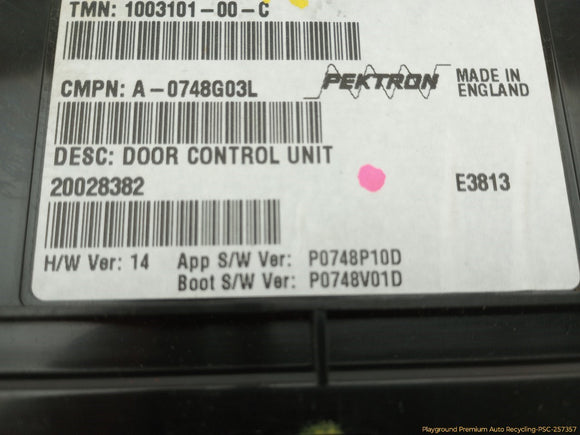 TMN: 1003101-00-C
CMPN: A-0748G03L
PEKTRON
MADE IN
ENGLAND
DESC: DOOR CONTROL UNIT
20028382
E3813
H/W Ver: 14 App S/W Ver: P0748P10D
Boot S/W Ver: P0748V01D
Playground Premium Auto Recycling-PSC-257357